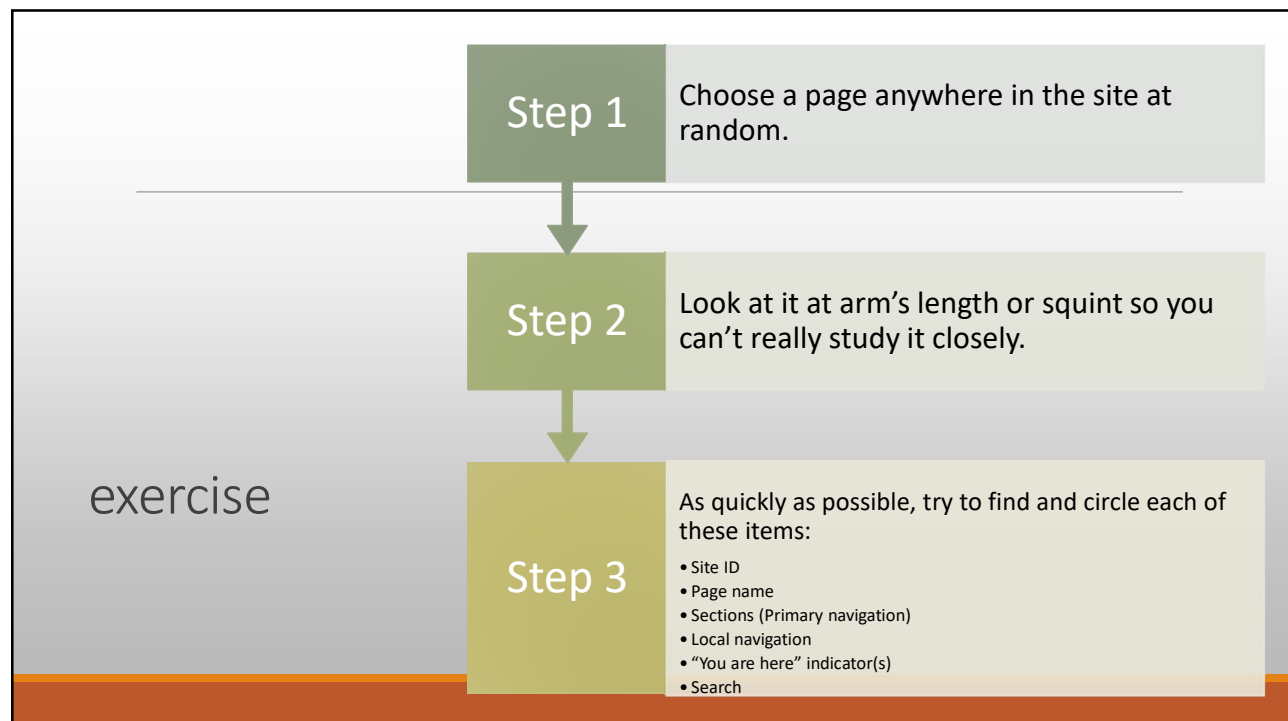 Step 1
Choose a page anywhere in the site at
random.
Step 2
Look at it at arm’s length or squint so you
can’t really study it closely.
exercise
Step 3
As quickly as possible, try to find and circle each of
these items:
• Site ID
• Page name
• Sections (Primary navigation)
• Local navigation
• “You are here” indicator(s)
• Search